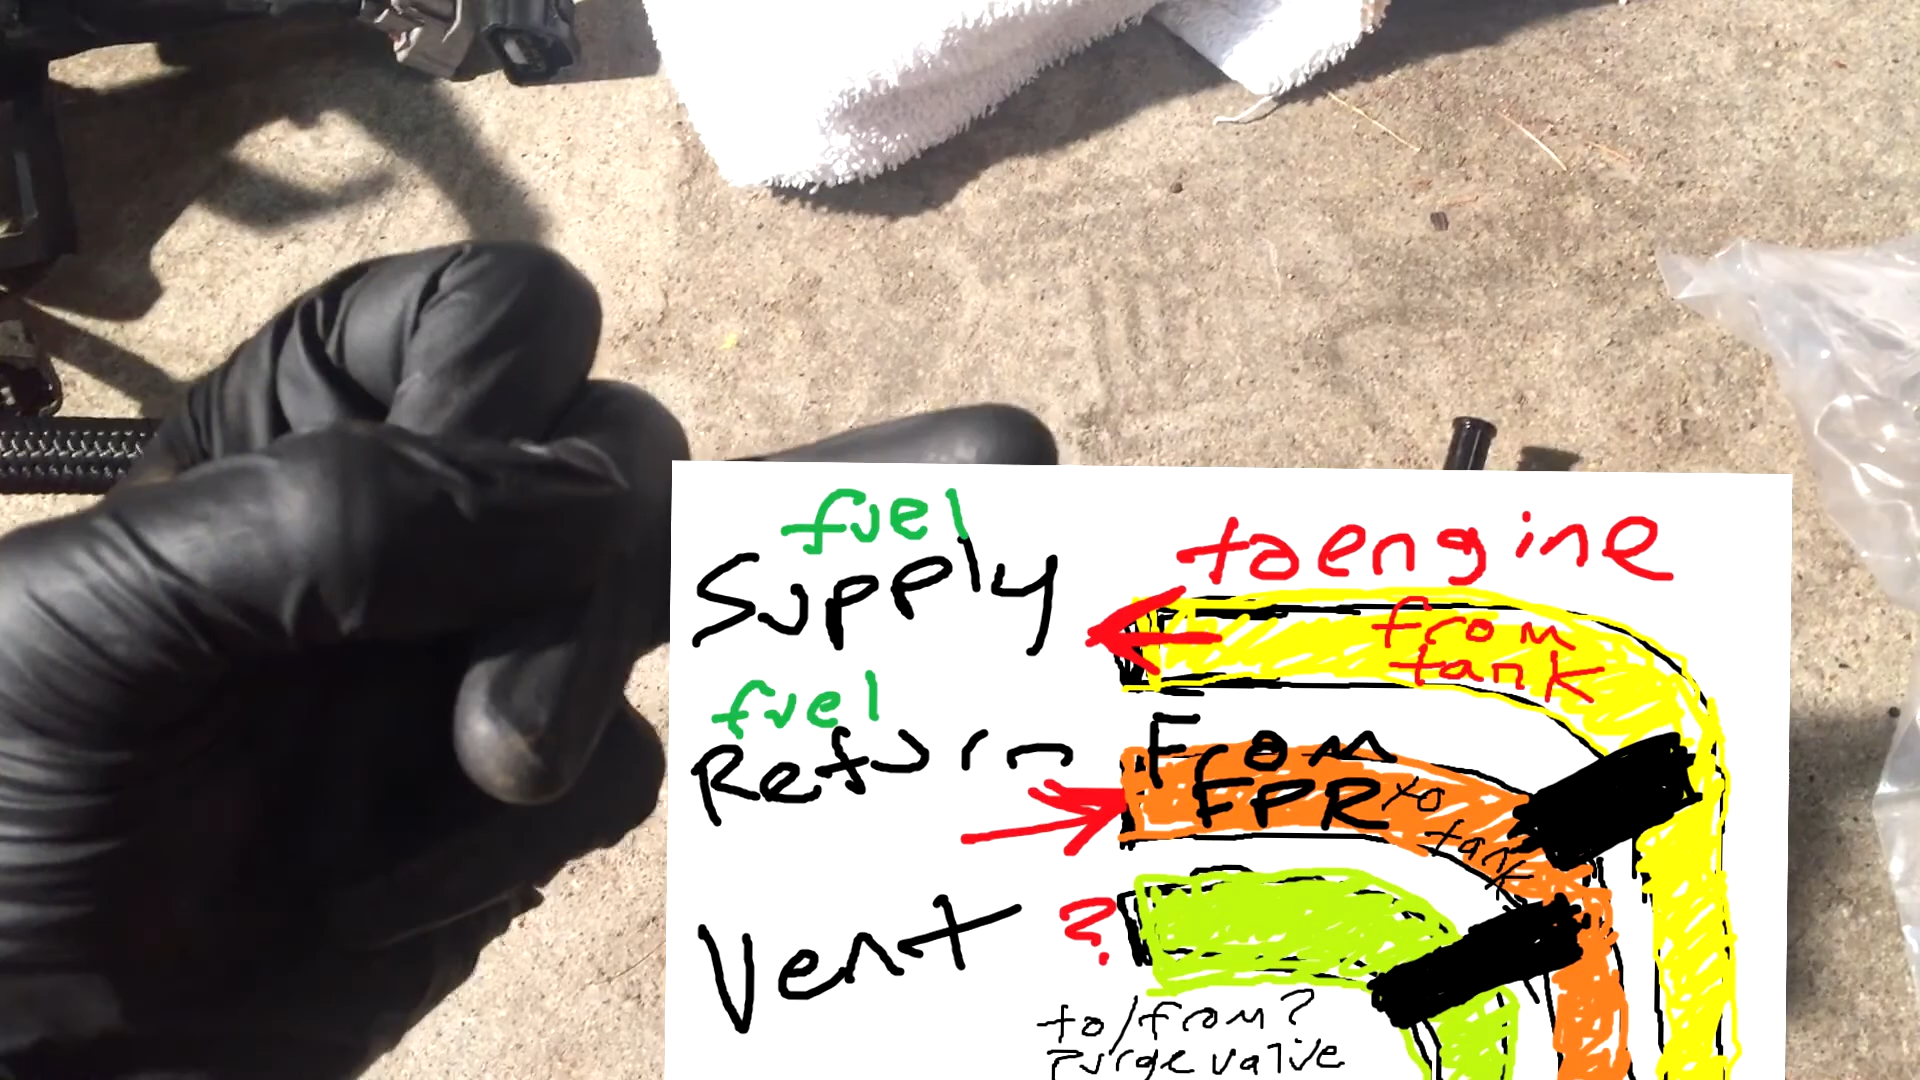 fuel
Supply
to engine
from
tank
fuel
Return From
FPR to
tank
Vent ?
to/from?
purge valve